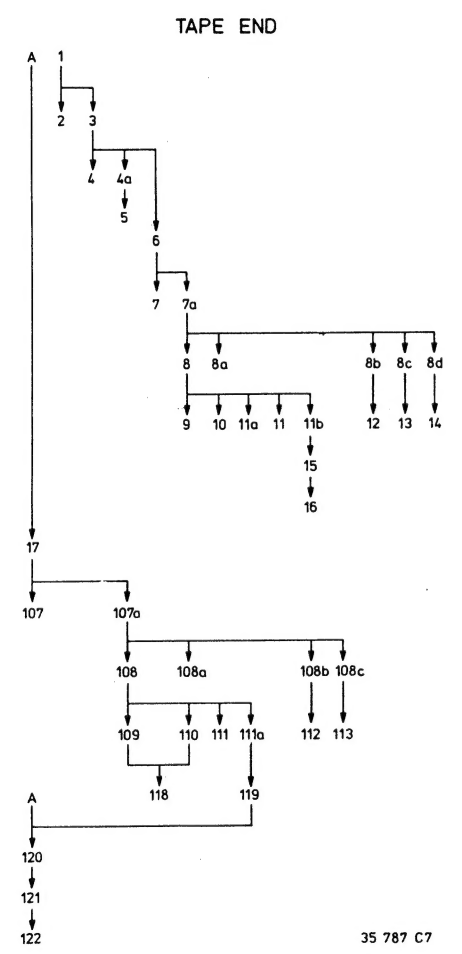 TAPE END
A 1
2 3
4 4a
5
6
7 7a
8 8a 8b 8c 8d
9 10 11a 11 11b 12 13 14
15
16
17
107 107a
108 108a 108b 108c
109 110 111 111a 112 113
118 119
A
120
121
122
35 787 C7